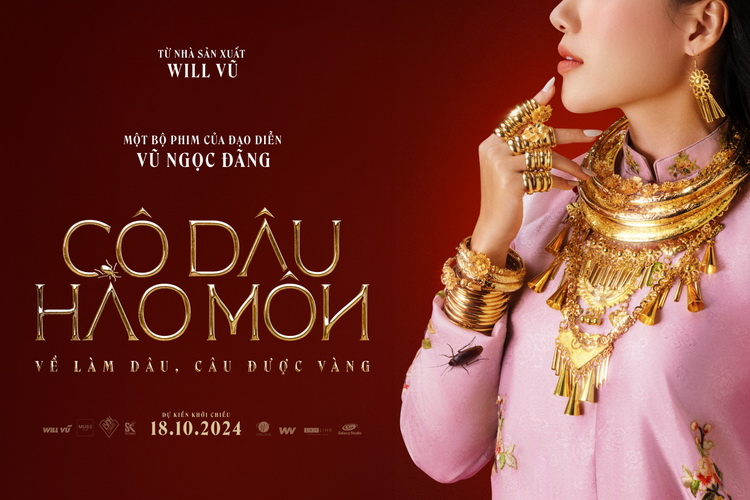 TỪ NHÀ SẢN XUẤT
WILL VŨ
MỘT BỘ PHIM CỦA ĐẠO DIỄN
VŨ NGỌC ĐÃNG
CÔ DÂU
HÀO MÔN
VỀ LÀM DÂU, CÂU ĐƯỢC VÀNG
DỰ KIẾN KHỞI CHIẾU
18.10.2024
WILL VŨ
SK